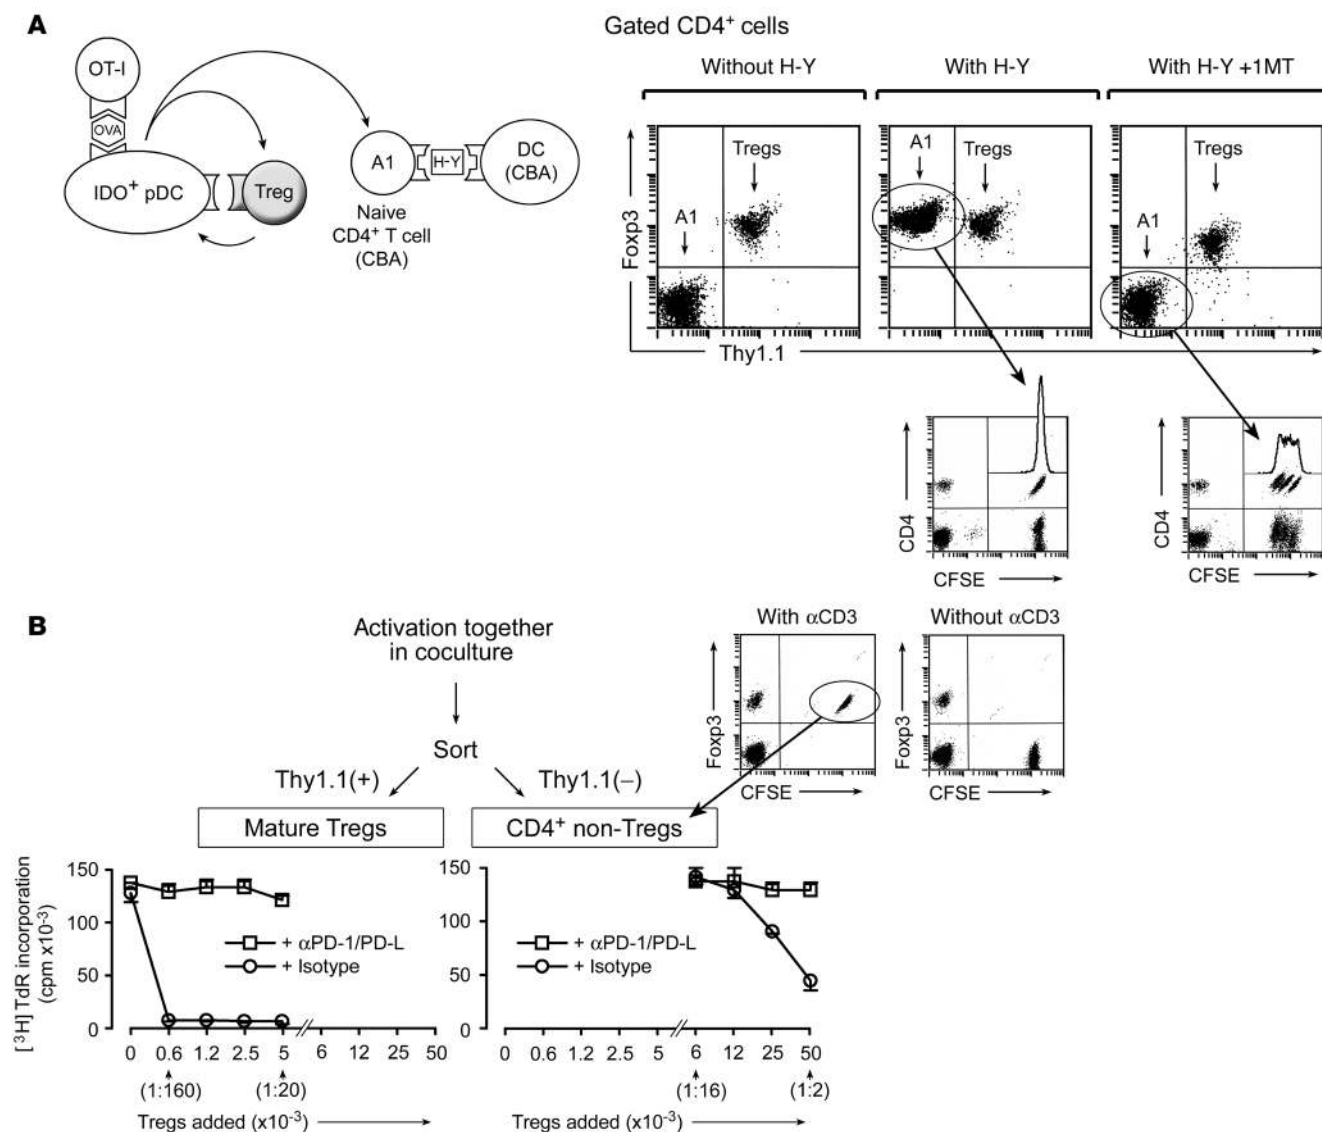 A
OT-I
OVA
IDO+ pDC
Treg
A1
H-Y
DC
(CBA)
Naive
CD4+ T cell
(CBA)
Gated CD4+ cells
Without H-Y
With H-Y
With H-Y +1MT
Foxp3
A1
Tregs
A1
Tregs
A1
Tregs
Thy1.1
CD4
CFSE
CD4
CFSE
B
Activation together
in coculture
Sort
Thy1.1(+)
Thy1.1(−)
Mature Tregs
CD4+ non-Tregs
With αCD3
Without αCD3
Foxp3
CFSE
Foxp3
CFSE
[3H] TdR incorporation
(cpm x10-3)
150
100
50
0
+ αPD-1/PD-L
+ Isotype
0 0.6 1.2 2.5 5 6 12 25 50
(1:160) (1:20)
Tregs added (x10-3)
150
100
50
0
+ αPD-1/PD-L
+ Isotype
0 0.6 1.2 2.5 5 6 12 25 50
(1:16) (1:2)
Tregs added (x10-3)